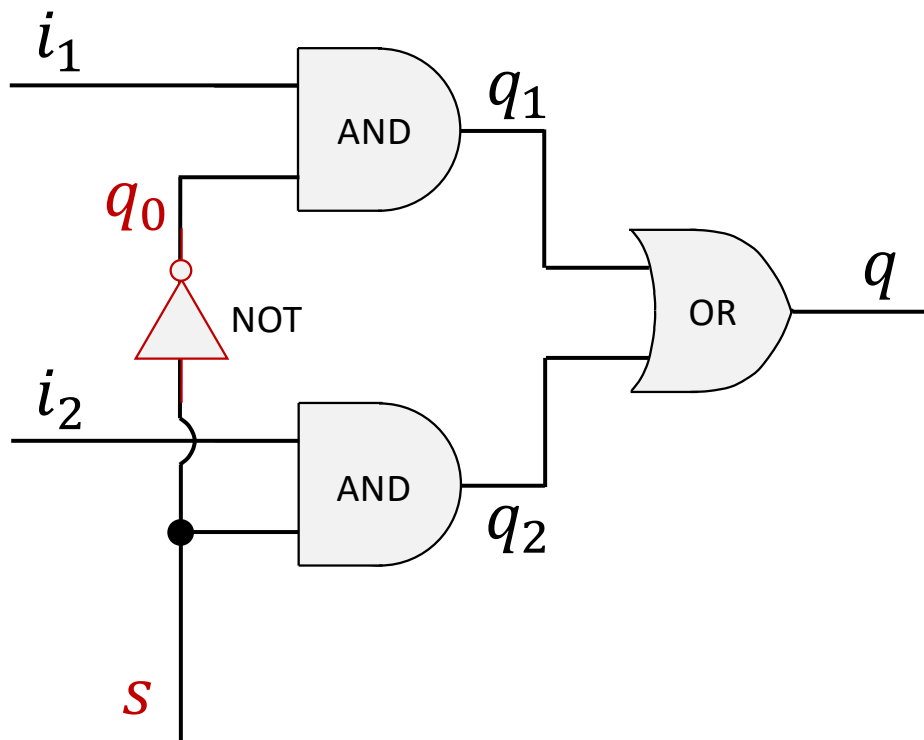 i₁
AND
q₁
q₀
NOT
OR
q
i₂
AND
q₂
s